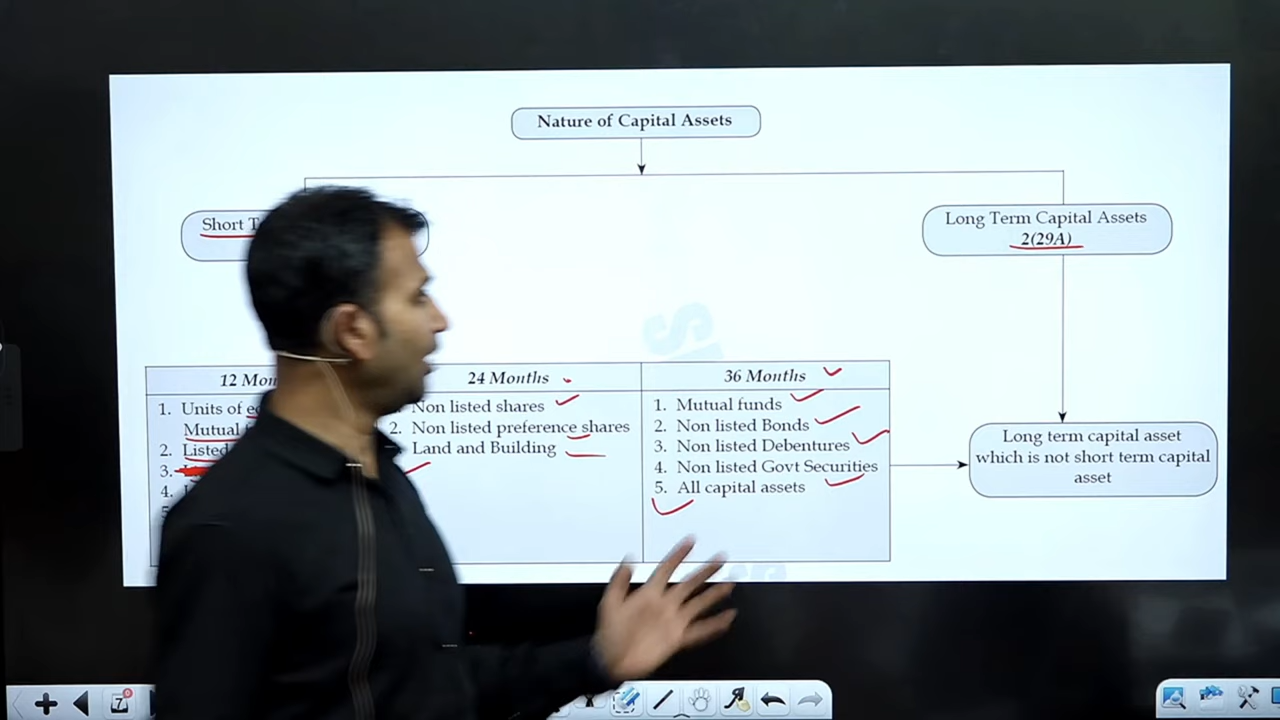 Nature of Capital Assets
Short
Long Term Capital Assets
2(29A)
12
24 Months
36 Months
1. Units of
Mutual
2. Listed
3.
4.
Non listed shares
2. Non listed preference shares
Land and Building
1. Mutual funds
2. Non listed Bonds
3. Non listed Debentures
4. Non listed Govt Securities
5. All capital assets
Long term capital asset
which is not short term capital
asset
7